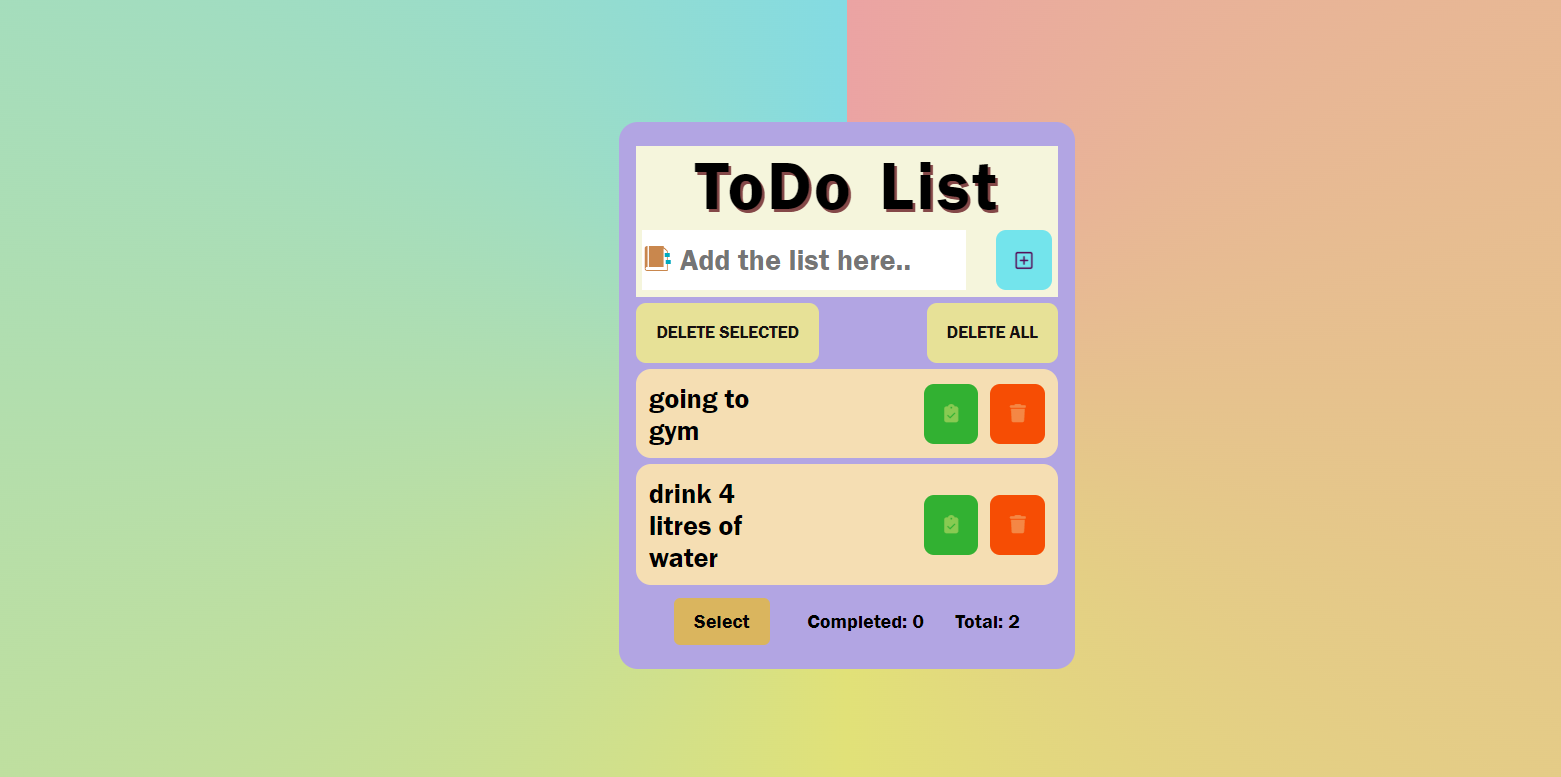 ToDo List
Add the list here..
DELETE SELECTED
DELETE ALL
going to
gym
drink 4
litres of
water
Select
Completed: 0
Total: 2